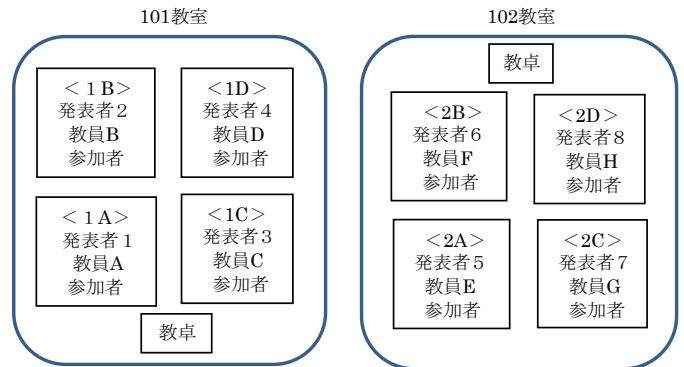 101教室
<１B>
発表者２
教員B
参加者
<1D>
発表者４
教員D
参加者
<１A>
発表者１
教員A
参加者
<1C>
発表者３
教員C
参加者
教卓
102教室
教卓
<2B>
発表者６
教員F
参加者
<2D>
発表者８
教員H
参加者
<2A>
発表者５
教員E
参加者
<2C>
発表者７
教員G
参加者